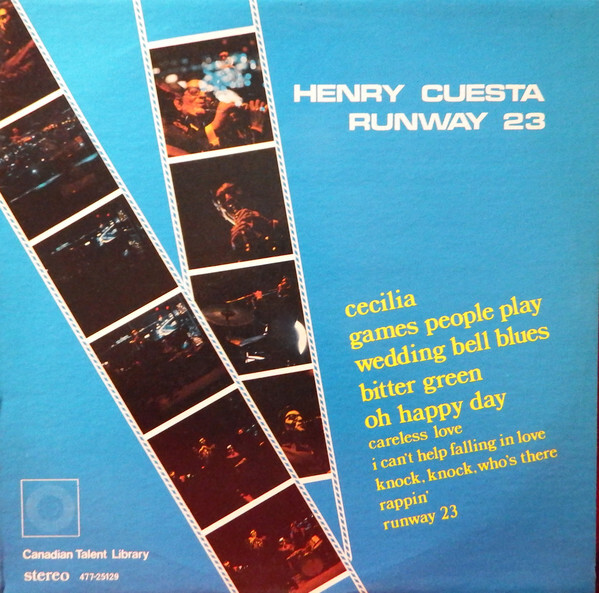 HENRY CUESTA
RUNWAY 23
cecilia
games people play
wedding bell blues
bitter green
oh happy day
careless love
i can't help falling in love
knock, knock, who's there
rappin'
runway 23
Canadian Talent Library
stereo 477-25129